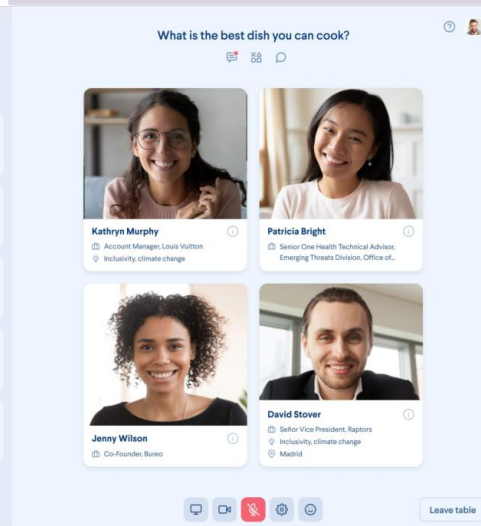 What is the best dish you can cook?
Kathryn Murphy
Account Manager, Louis Vuitton
Inclusivity, climate change
Patricia Bright
Senior One Health Technical Advisor,
Emerging Threats Division, Office of...
Jenny Wilson
Co-Founder, Bureo
David Stover
Señor Vice President, Raptors
Inclusivity, climate change
Madrid
Leave table